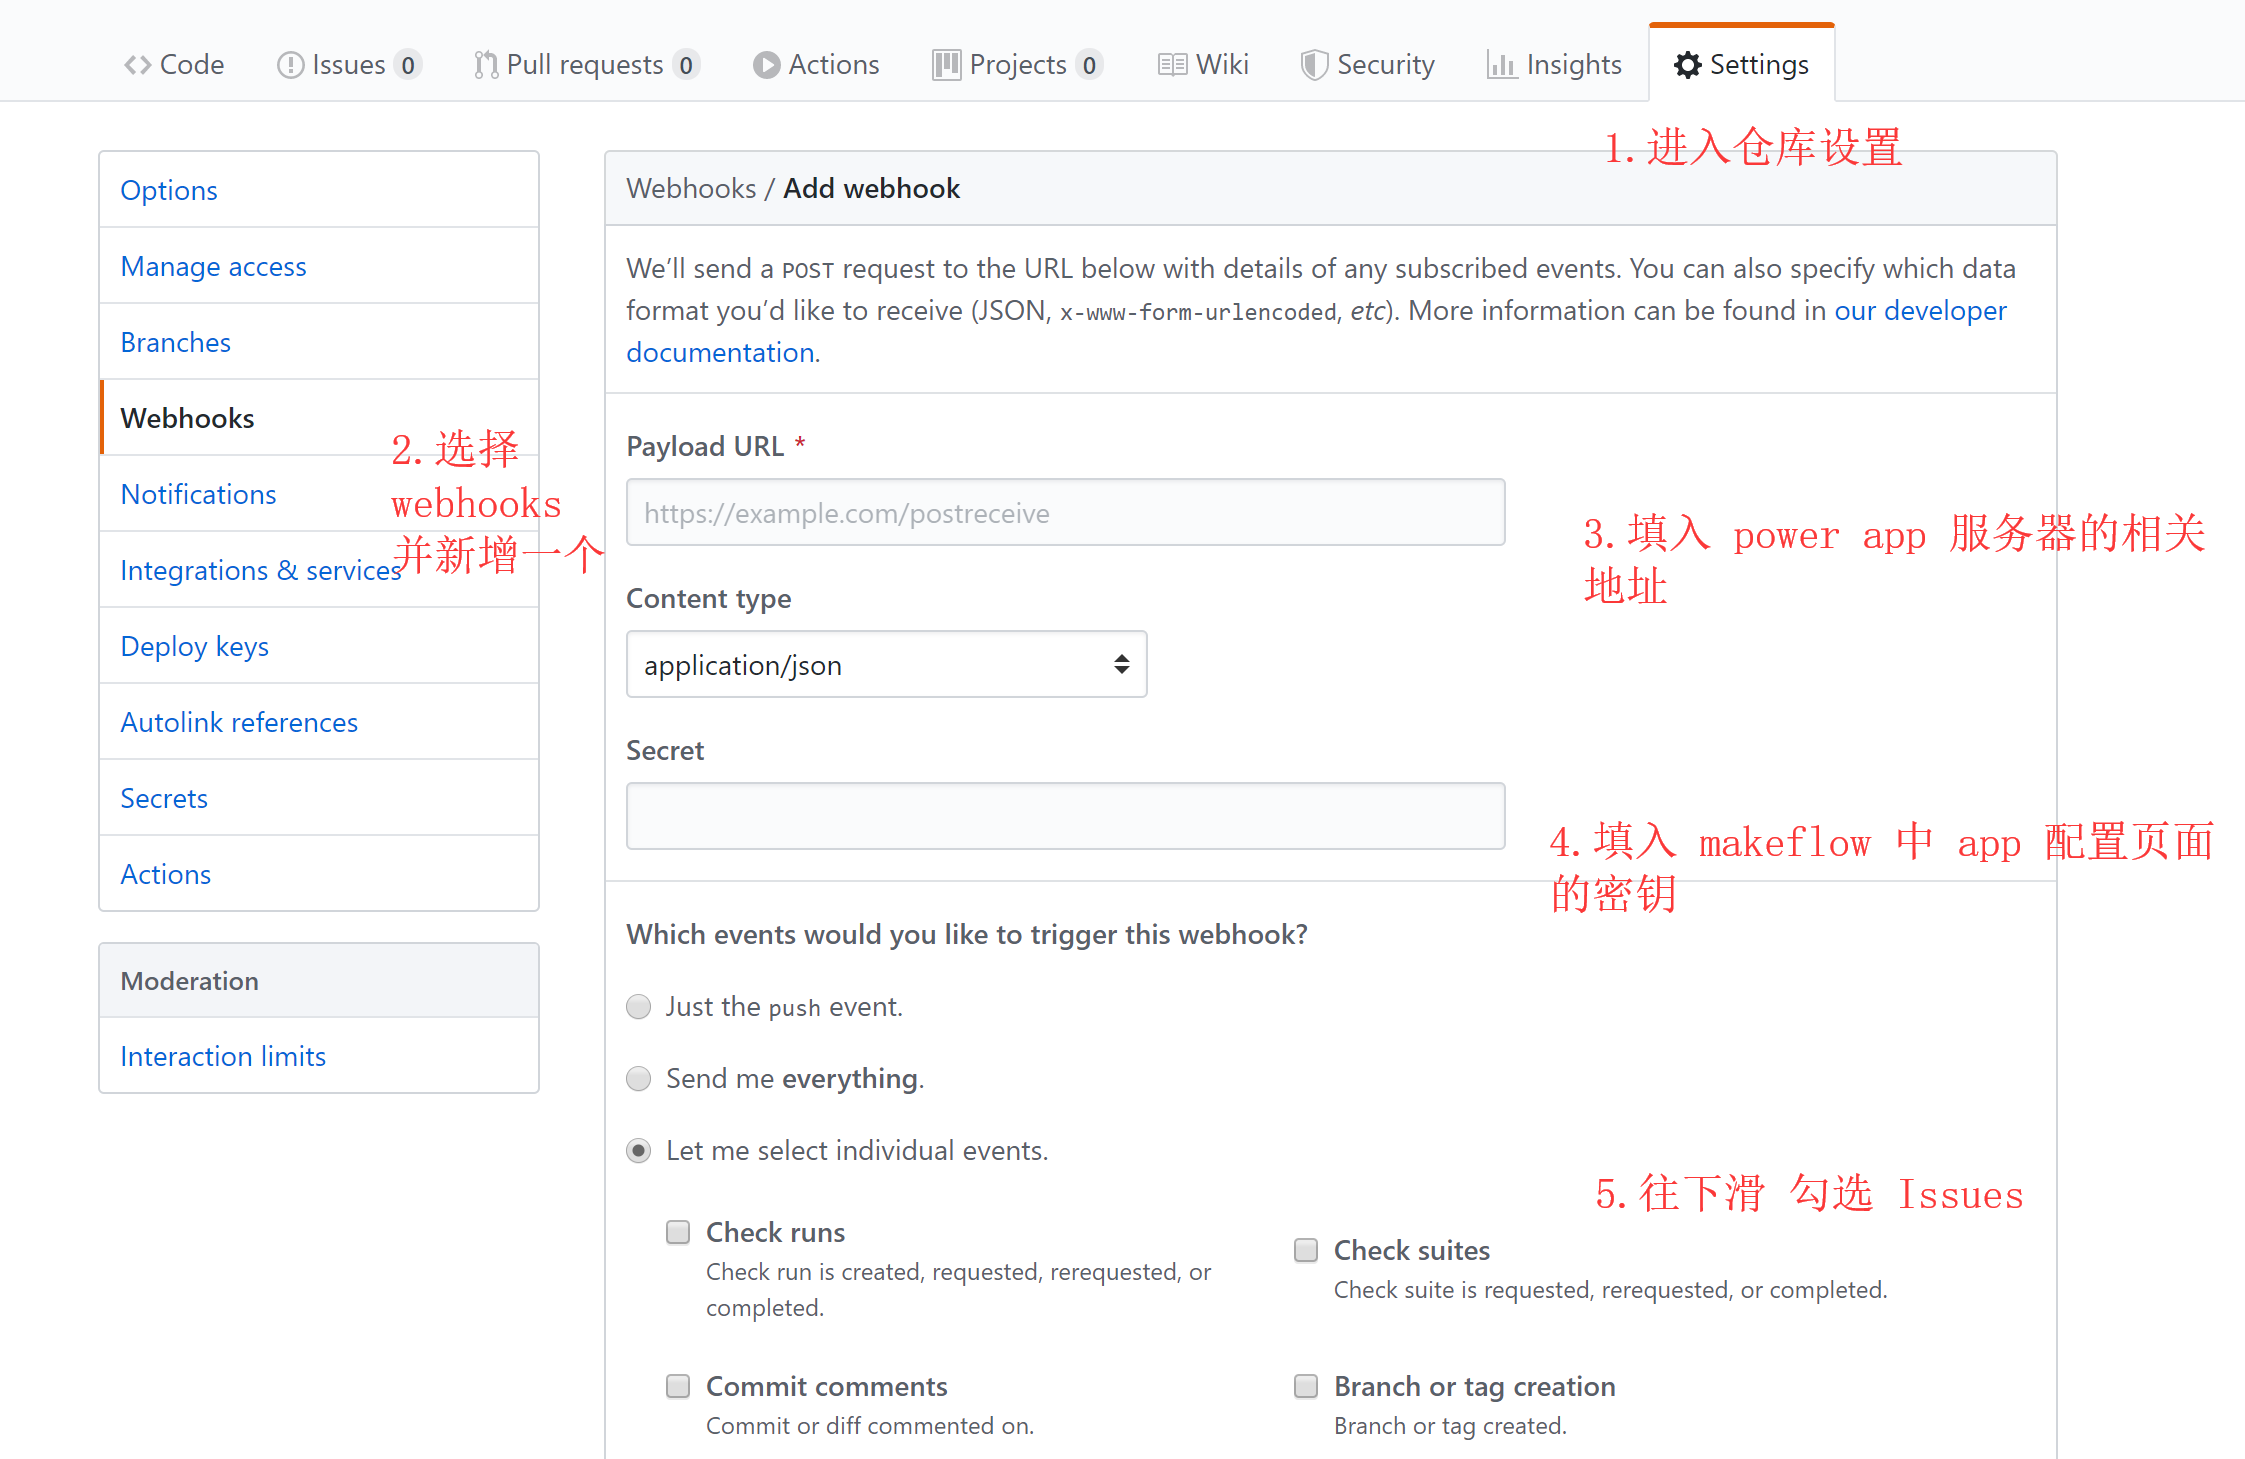 Code Issues 0 Pull requests 0 Actions Projects 0 Wiki Security Insights Settings
1.进入仓库设置
Options
Manage access
Branches
Webhooks
2.选择
webhooks
并新增一个
Notifications
Integrations & services
Deploy keys
Autolink references
Secrets
Actions
Moderation
Interaction limits
Webhooks / Add webhook
We’ll send a POST request to the URL below with details of any subscribed events. You can also specify which data
format you’d like to receive (JSON, x-www-form-urlencoded, etc). More information can be found in our developer
documentation.
Payload URL *
https://example.com/postreceive
3.填入 power app 服务器的相关
地址
Content type
application/json
Secret
4.填入 makeflow 中 app 配置页面
的密钥
Which events would you like to trigger this webhook?
Just the push event.
Send me everything.
Let me select individual events.
5.往下滑 勾选 Issues
Check runs
Check run is created, requested, rerequested, or
completed.
Check suites
Check suite is requested, rerequested, or completed.
Commit comments
Commit or diff commented on.
Branch or tag creation
Branch or tag created.